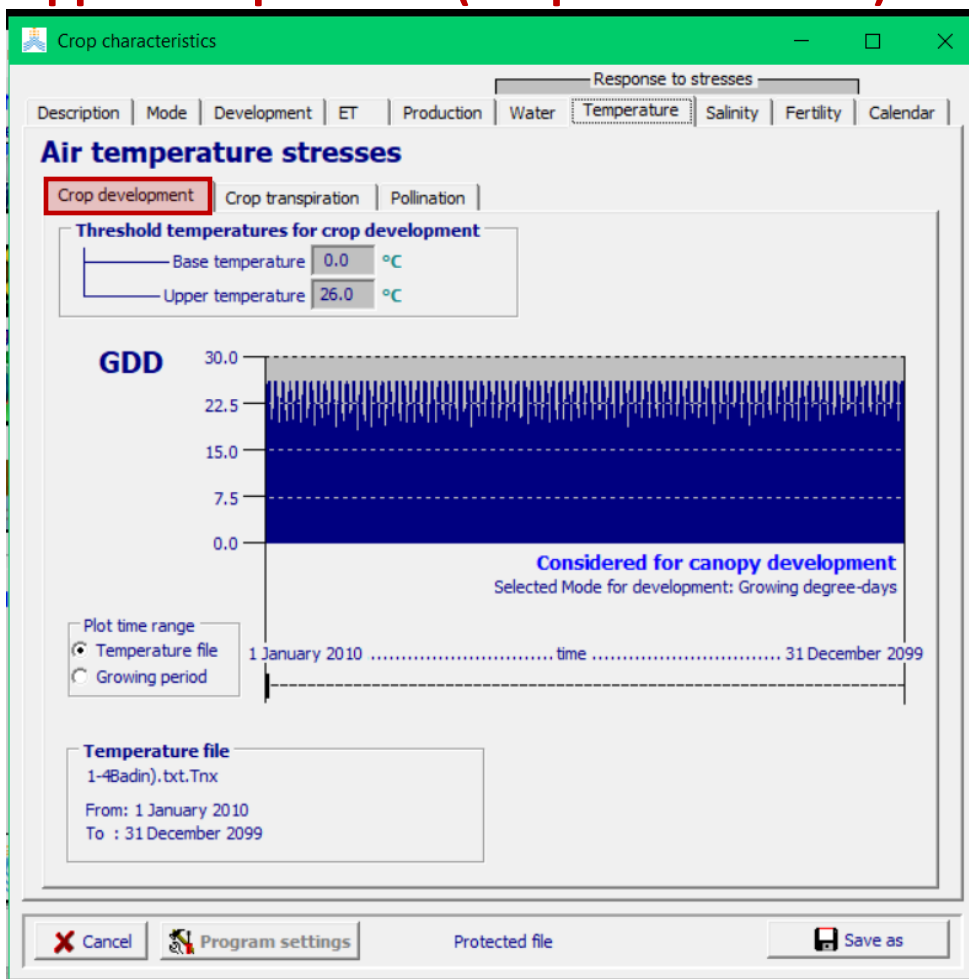 Crop characteristics
Response to stresses
Description Mode Development ET Production Water Temperature Salinity Fertility Calendar
Air temperature stresses
Crop development Crop transpiration Pollination
Threshold temperatures for crop development
Base temperature 0.0 °C
Upper temperature 26.0 °C
GDD
30.0
22.5
15.0
7.5
0.0
Considered for canopy development
Selected Mode for development: Growing degree-days
Plot time range
Temperature file
Growing period
1 January 2010 ............................... time ............................... 31 December 2099
Temperature file
1-4Badin).txt.Tnx
From: 1 January 2010
To : 31 December 2099
Cancel Program settings Protected file Save as